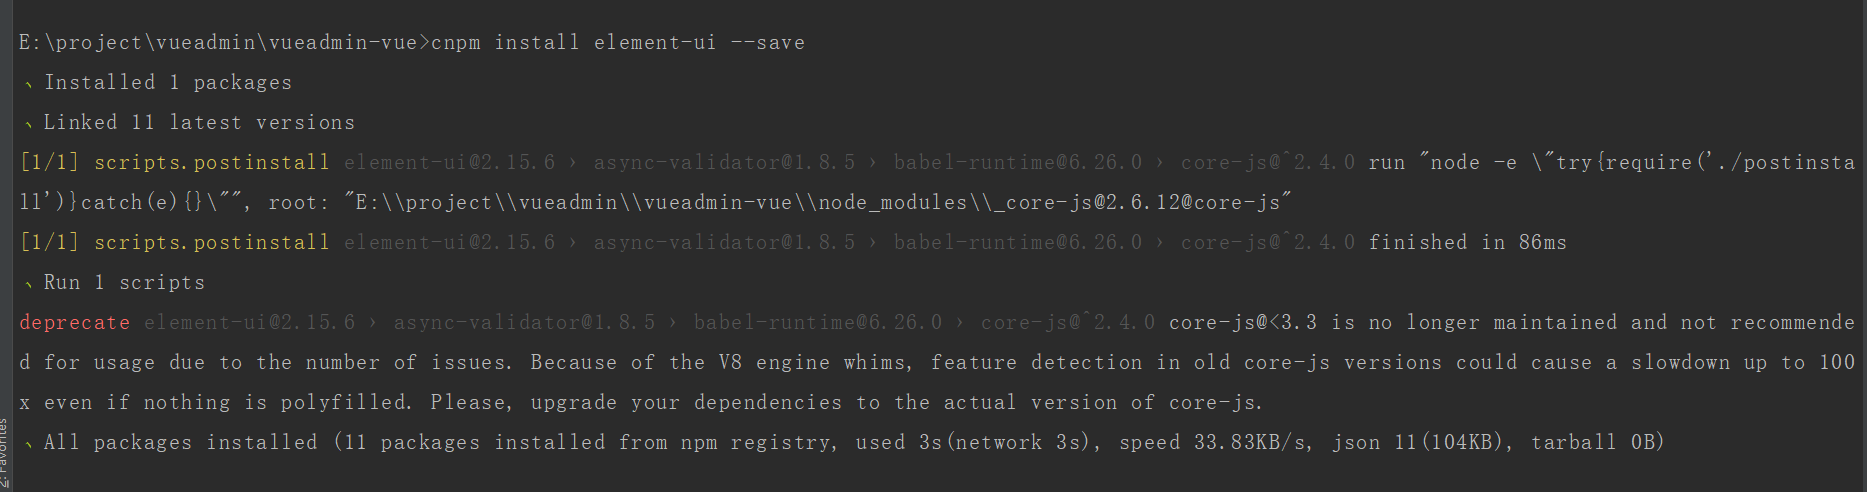 E:\project\vueadmin\vueadmin-vue>cnpm install element-ui --save
、Installed 1 packages
、Linked 11 latest versions
[1/1] scripts.postinstall element-ui@2.15.6 › async-validator@1.8.5 › babel-runtime@6.26.0 › core-js@^2.4.0 run "node -e \"try{require('./postinsta
ll')}catch(e){}\"", root: "E:\\project\\vueadmin\\vueadmin-vue\\node_modules\\_core-js@2.6.12@core-js"
[1/1] scripts.postinstall element-ui@2.15.6 › async-validator@1.8.5 › babel-runtime@6.26.0 › core-js@^2.4.0 finished in 86ms
、Run 1 scripts
deprecate element-ui@2.15.6 › async-validator@1.8.5 › babel-runtime@6.26.0 › core-js@^2.4.0 core-js@<3.3 is no longer maintained and not recommende
d for usage due to the number of issues. Because of the V8 engine whims, feature detection in old core-js versions could cause a slowdown up to 100
x even if nothing is polyfilled. Please, upgrade your dependencies to the actual version of core-js.
、All packages installed (11 packages installed from npm registry, used 3s(network 3s), speed 33.83KB/s, json 11(104KB), tarball 0B)
2: Favorites